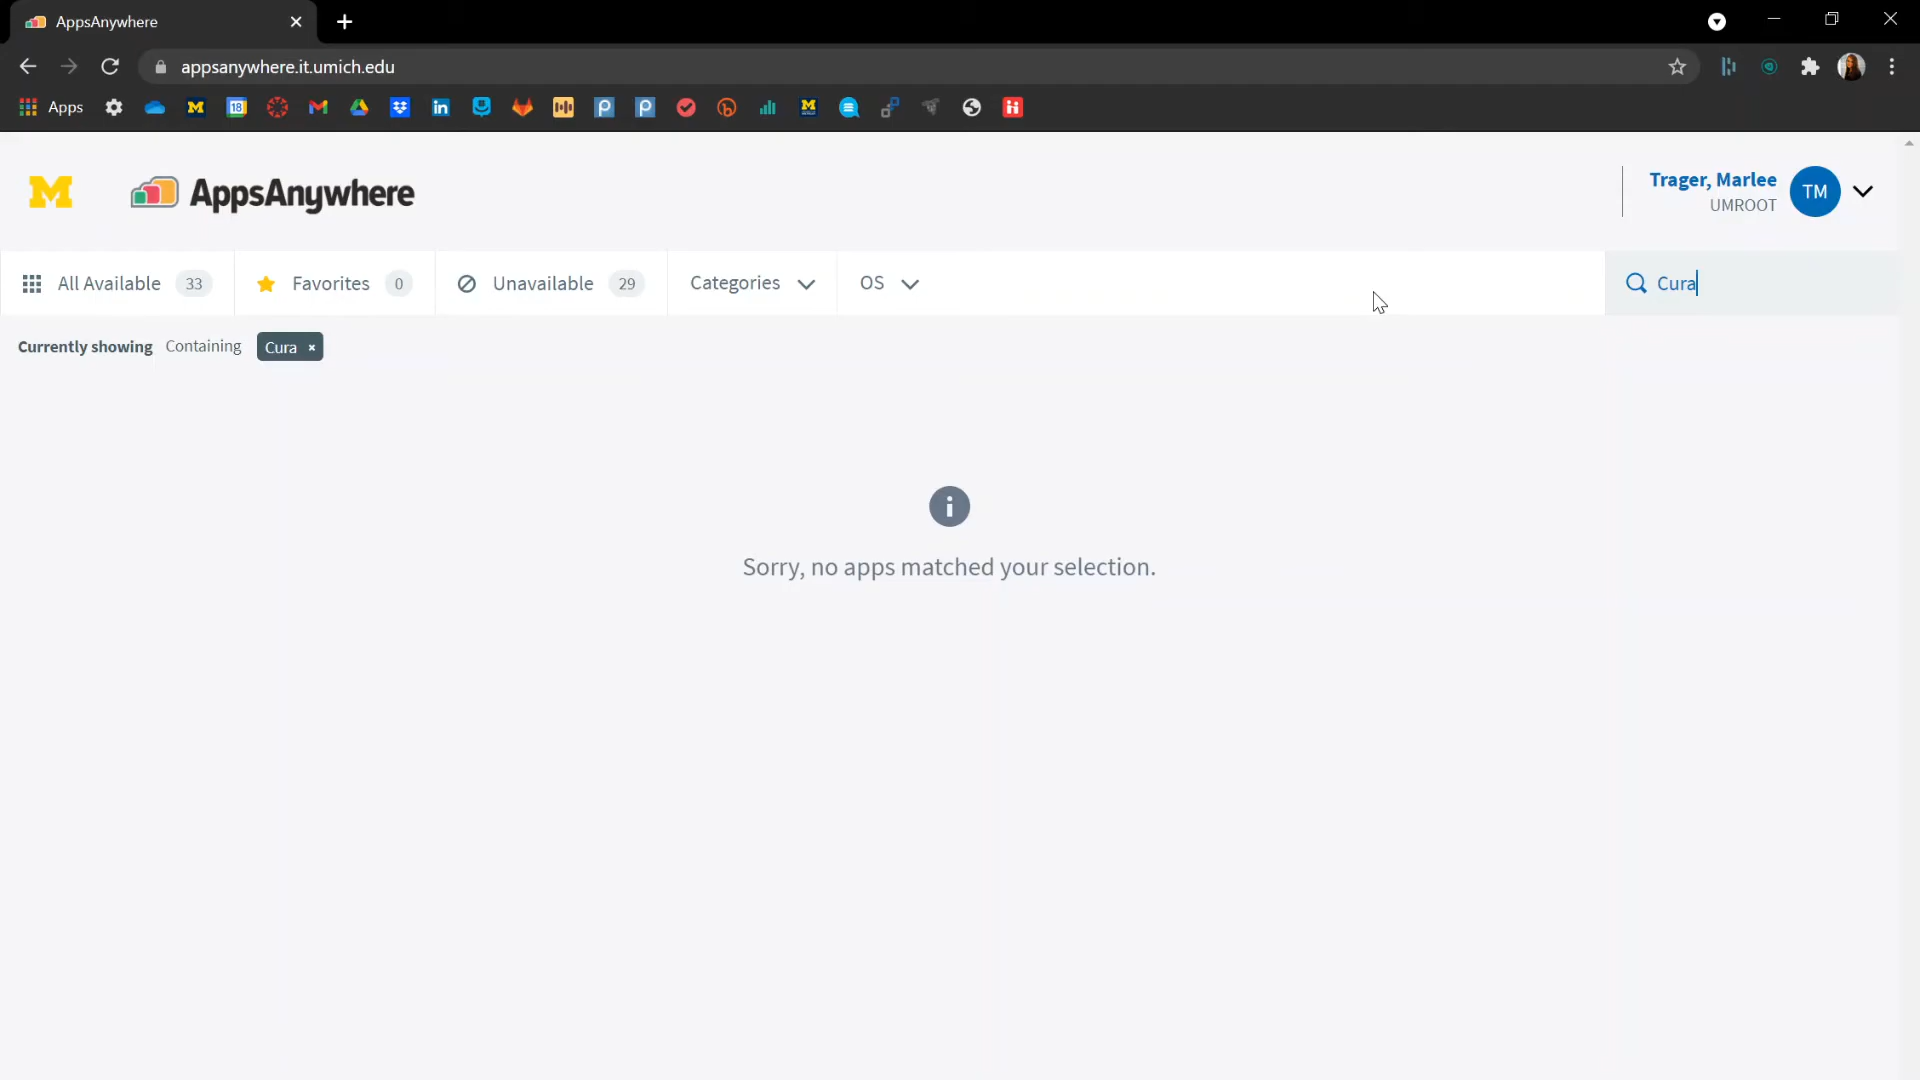 AppsAnywhere
appsanywhere.it.umich.edu
Apps
M AppsAnywhere
Trager, Marlee
UMROOT
TM
All Available 33 Favorites 0 Unavailable 29 Categories OS Cura
Currently showing Containing Cura ×
Sorry, no apps matched your selection.